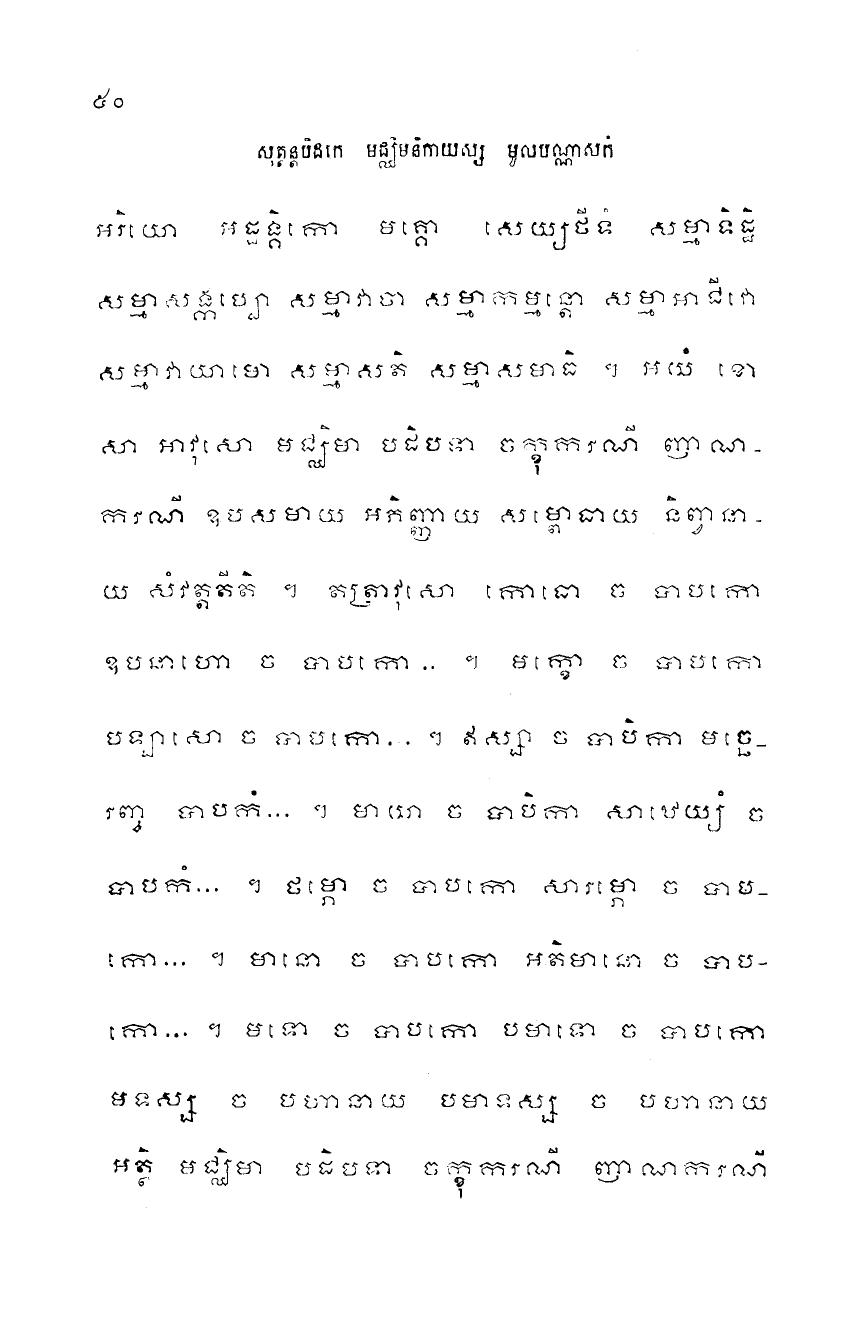 ៥០
សុត្តន្តបិដកេ មជ្ឈិមនិកាយស្ស មូលបណ្ណាសកំ
អរិយោ អដ្ឋង្គិកោ មគ្គោ សេយ្យថីទំ សម្មាទិដ្ឋិ
សម្មាសង្កប្បោ សម្មាវាចា សម្មាកម្មន្តោ សម្មាអាជីវោ
សម្មាវាយាមោ សម្មាសតិ សម្មាសមាធិ ។ អយំ ខោ
សា អាវុសោ មជ្ឈិមា បដិបទា ចក្ខុករណី ញាណ-
ករណី ឧបសមាយ អភិញ្ញាយ សម្ពោធាយ និព្វានា-
យ សំវត្តតីតិ ។ តត្រាវុសោ កោធោ ច បាបកោ
ឧបនាហោ ច បាបកោ.. ។ មក្ខោ ច បាបកោ
បឡាសោ ច បាបកោ... ។ ឥស្សា ច បាបិកា មច្ឆេ-
រញ្ច បាបកំ... ។ មាយា ច បាបិកា សាឋេយ្យំ ច
បាបកំ... ។ ថម្ភោ ច បាបកោ សារម្ភោ ច បាប-
កោ... ។ មានោ ច បាបកោ អតិមានោ ច បាប-
កោ... ។ មទោ ច បាបកោ បមាទោ ច បាបកោ
មទស្ស ច បហានាយ បមាទស្ស ច បហានាយ
អត្ថិ មជ្ឈិមា បដិបទា ចក្ខុករណី ញាណករណី